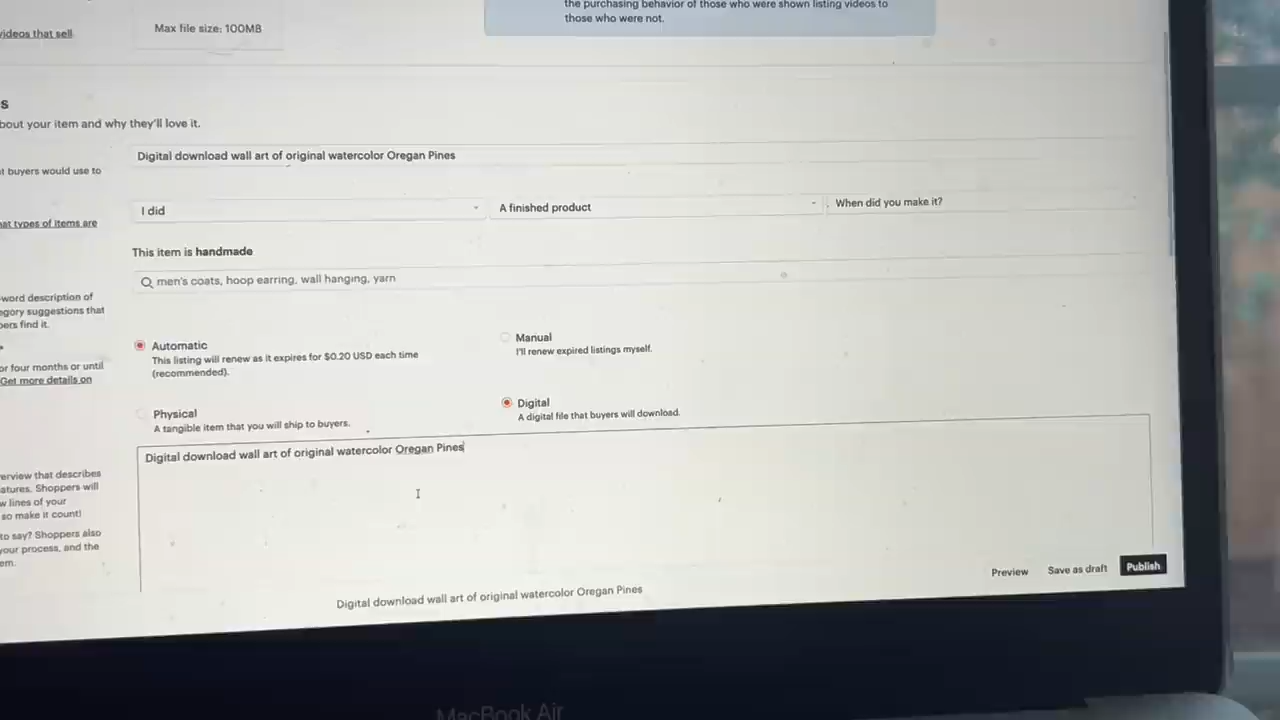 the purchasing behavior of those who were shown listing videos to
those who were not.
videos that sell
Max file size: 100MB
s
bout your item and why they'll love it.
Digital download wall art of original watercolor Oregan Pines
t buyers would use to
I did
A finished product
When did you make it?
hat types of items are
This item is handmade
men's coats, hoop earring, wall hanging, yarn
word description of
egory suggestions that
pers find it.
Automatic
This listing will renew as it expires for $0.20 USD each time
(recommended).
Manual
I'll renew expired listings myself.
or four months or until
Get more details on
Physical
A tangible item that you will ship to buyers.
Digital
A digital file that buyers will download.
Digital download wall art of original watercolor Oregan Pines
erview that describes
atures. Shoppers will
w lines of your
so make it count!
to say? Shoppers also
your process, and the
em.
Preview
Save as draft
Publish
Digital download wall art of original watercolor Oregan Pines
MacBook Air